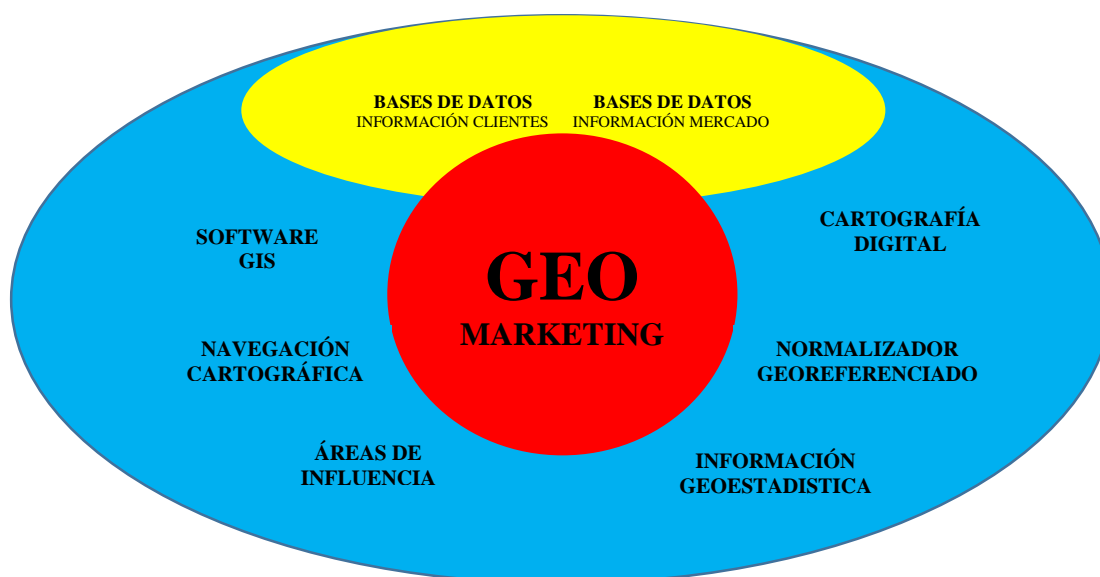 BASES DE DATOS
INFORMACIÓN CLIENTES
BASES DE DATOS
INFORMACIÓN MERCADO
CARTOGRAFÍA
DIGITAL
SOFTWARE
GIS
GEO
MARKETING
NAVEGACIÓN
CARTOGRÁFICA
NORMALIZADOR
GEOREFERENCIADO
ÁREAS DE
INFLUENCIA
INFORMACIÓN
GEOESTADISTICA